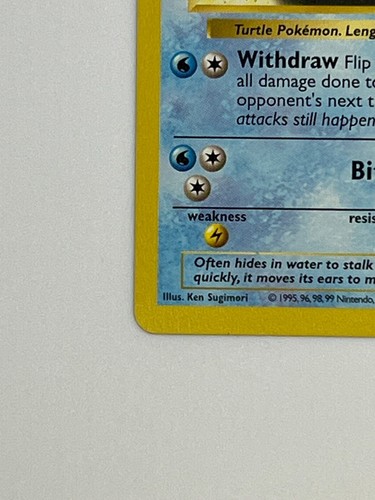 Turtle Pokémon. Leng
Withdraw Flip
all damage done to
opponent's next t
attacks still happen
Bi
weakness
resis
Often hides in water to stalk
quickly, it moves its ears to m
Illus. Ken Sugimori © 1995, 96, 98, 99 Nintendo,